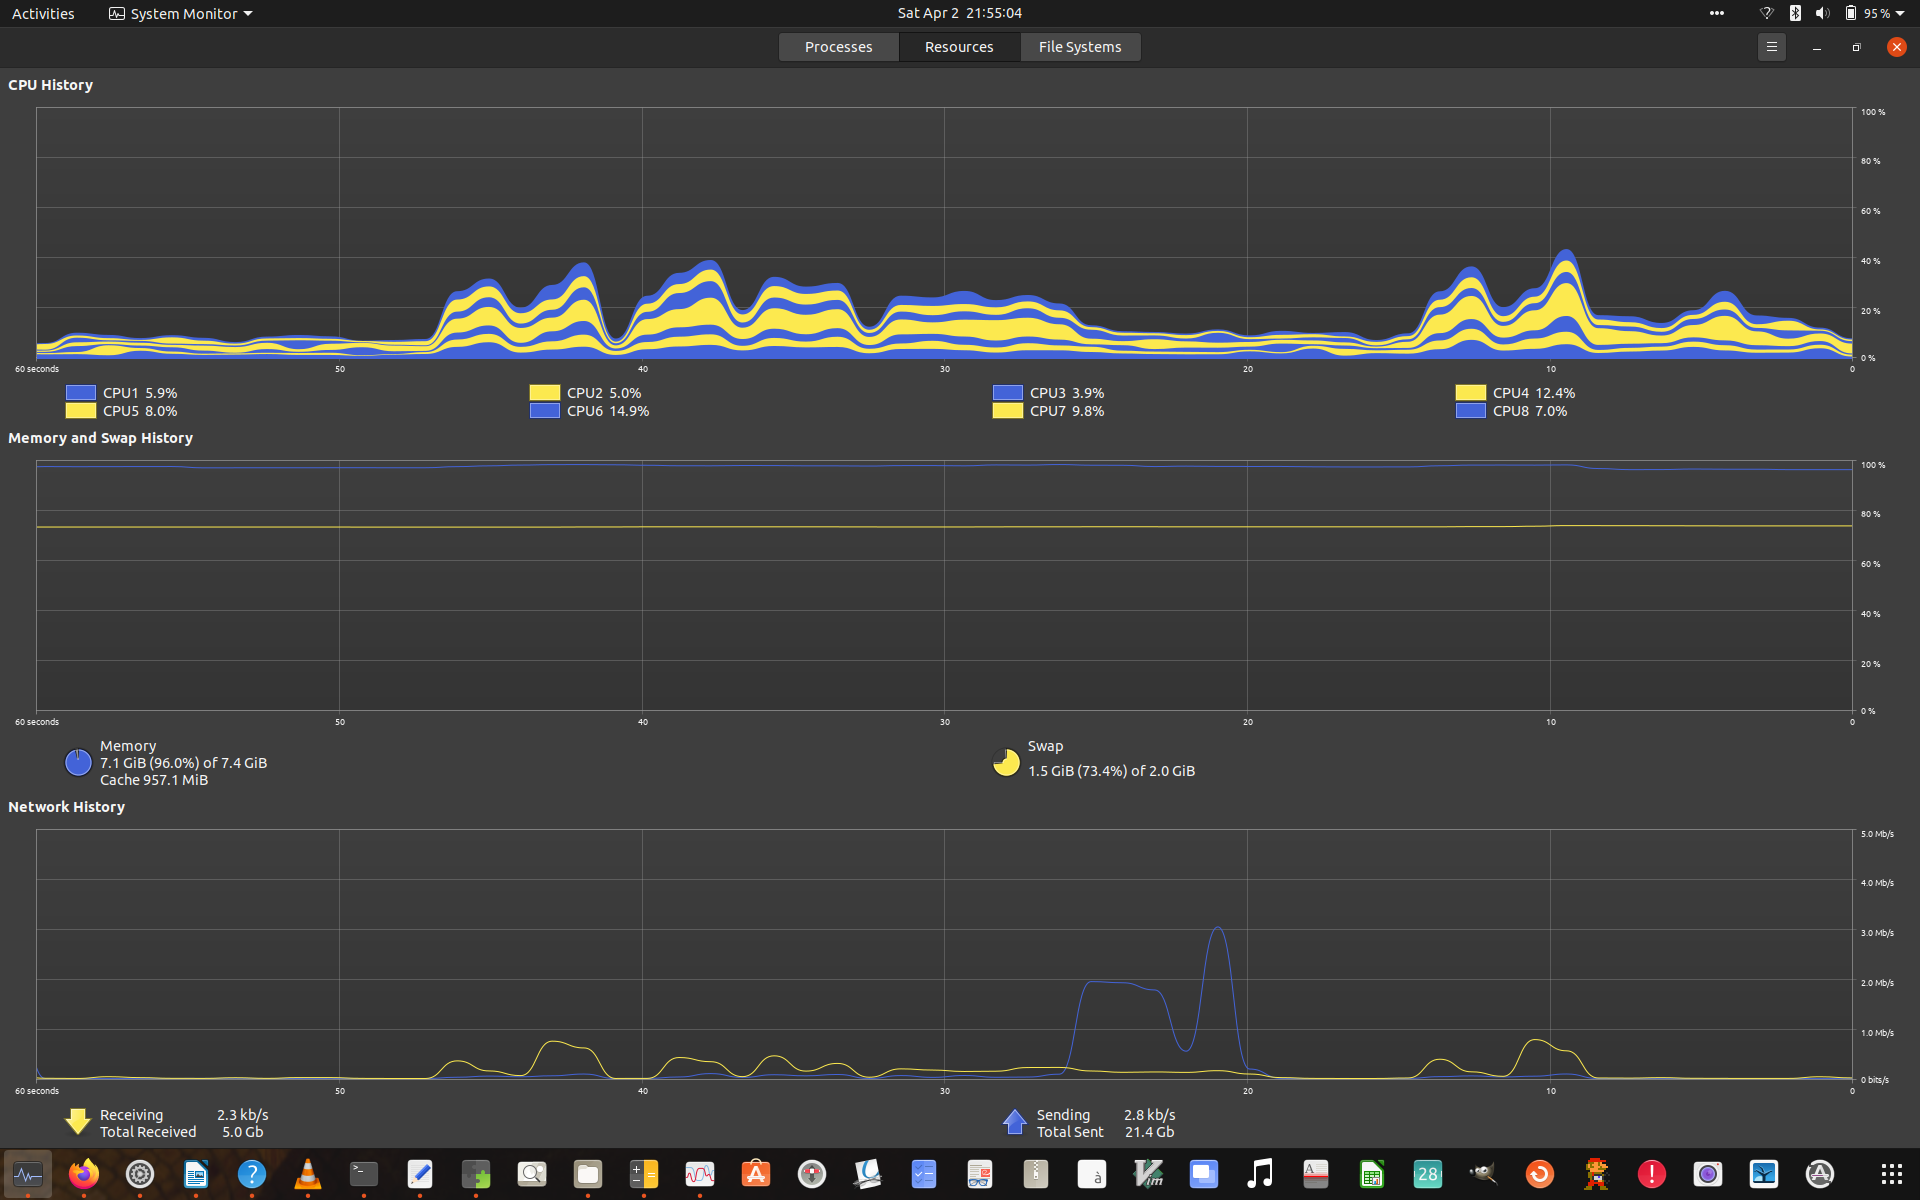 Activities System Monitor Sat Apr 2 21:55:04 95 %
Processes Resources File Systems
CPU History
100 %
80 %
60 %
40 %
20 %
0 %
60 seconds 50 40 30 20 10 0
CPU1 5.9% CPU2 5.0% CPU3 3.9% CPU4 12.4%
CPU5 8.0% CPU6 14.9% CPU7 9.8% CPU8 7.0%
Memory and Swap History
100 %
80 %
60 %
40 %
20 %
0 %
60 seconds 50 40 30 20 10 0
Memory
7.1 GiB (96.0%) of 7.4 GiB
Cache 957.1 MiB
Swap
1.5 GiB (73.4%) of 2.0 GiB
Network History
5.0 Mb/s
4.0 Mb/s
3.0 Mb/s
2.0 Mb/s
1.0 Mb/s
0 bits/s
60 seconds 50 40 30 20 10 0
Receiving 2.3 kb/s
Total Received 5.0 Gb
Sending 2.8 kb/s
Total Sent 21.4 Gb
? >_ A à Vim A 28 !